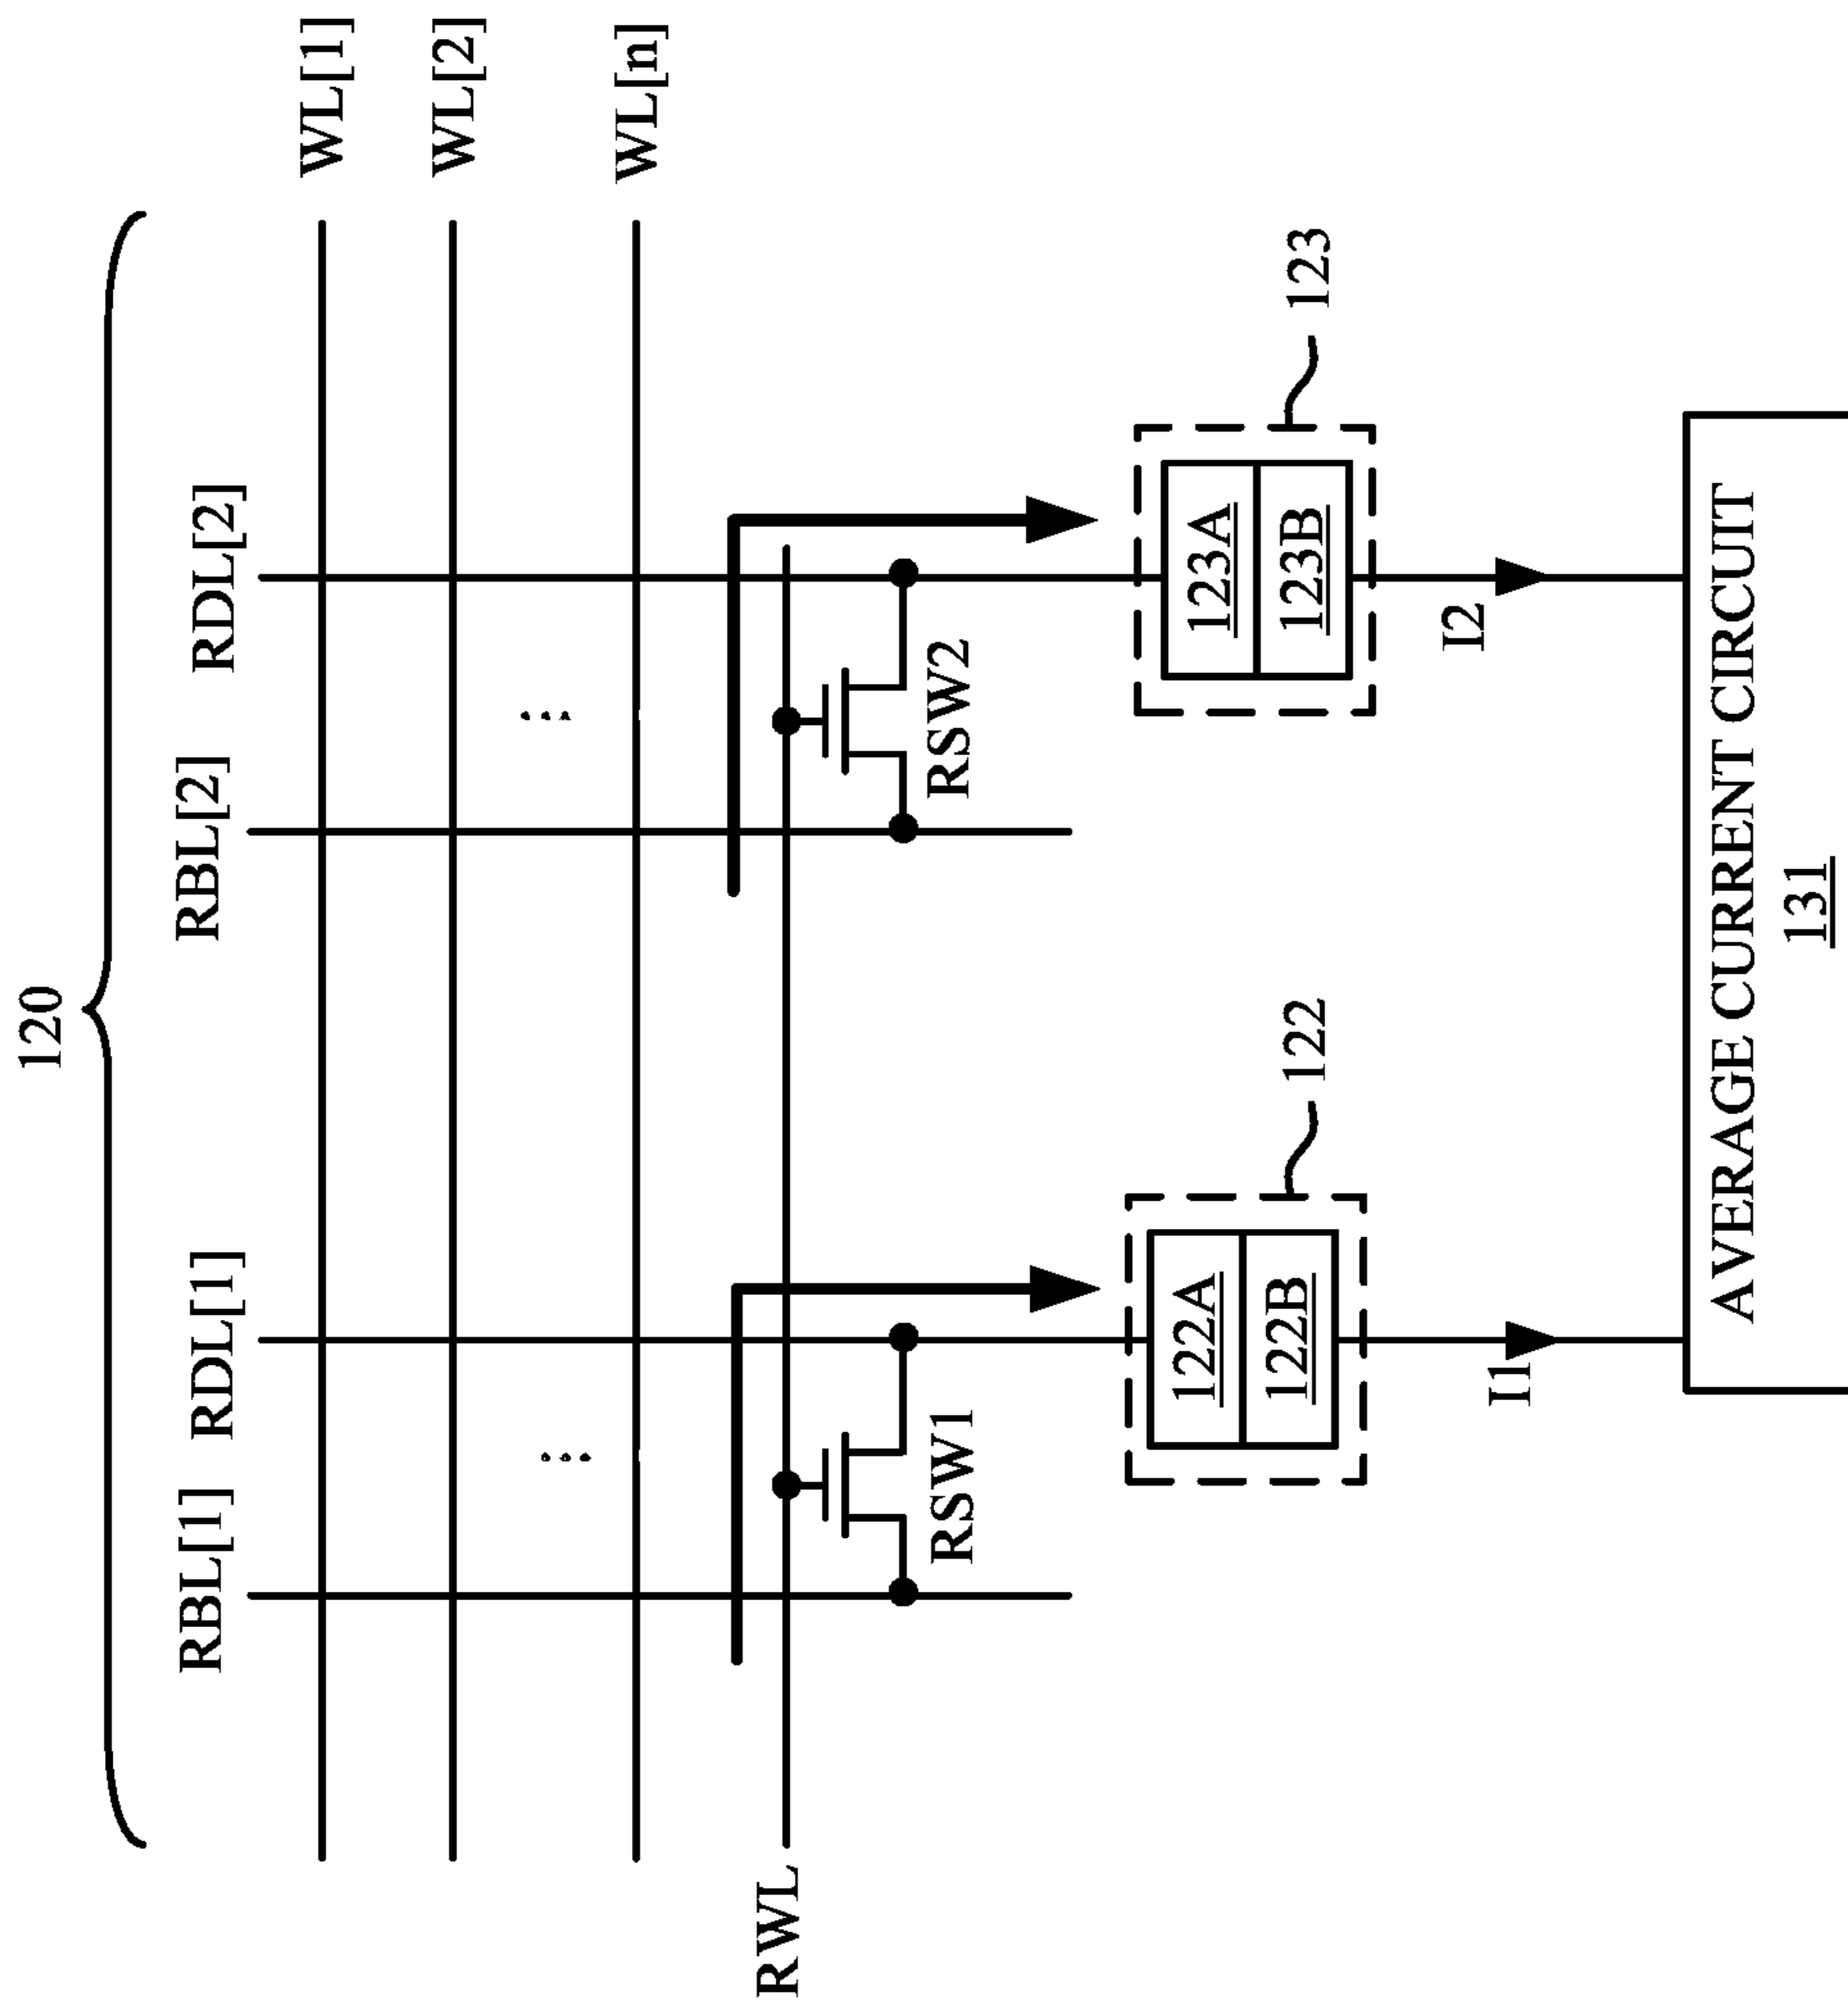 120
RBL[1]
RDL[1]
RBL[2]
RDL[2]
WL[1]
WL[2]
WL[n]
RWL
RSW1
RSW2
122A
122B
122
123A
123B
123
I1
I2
AVERAGE CURRENT CIRCUIT
131